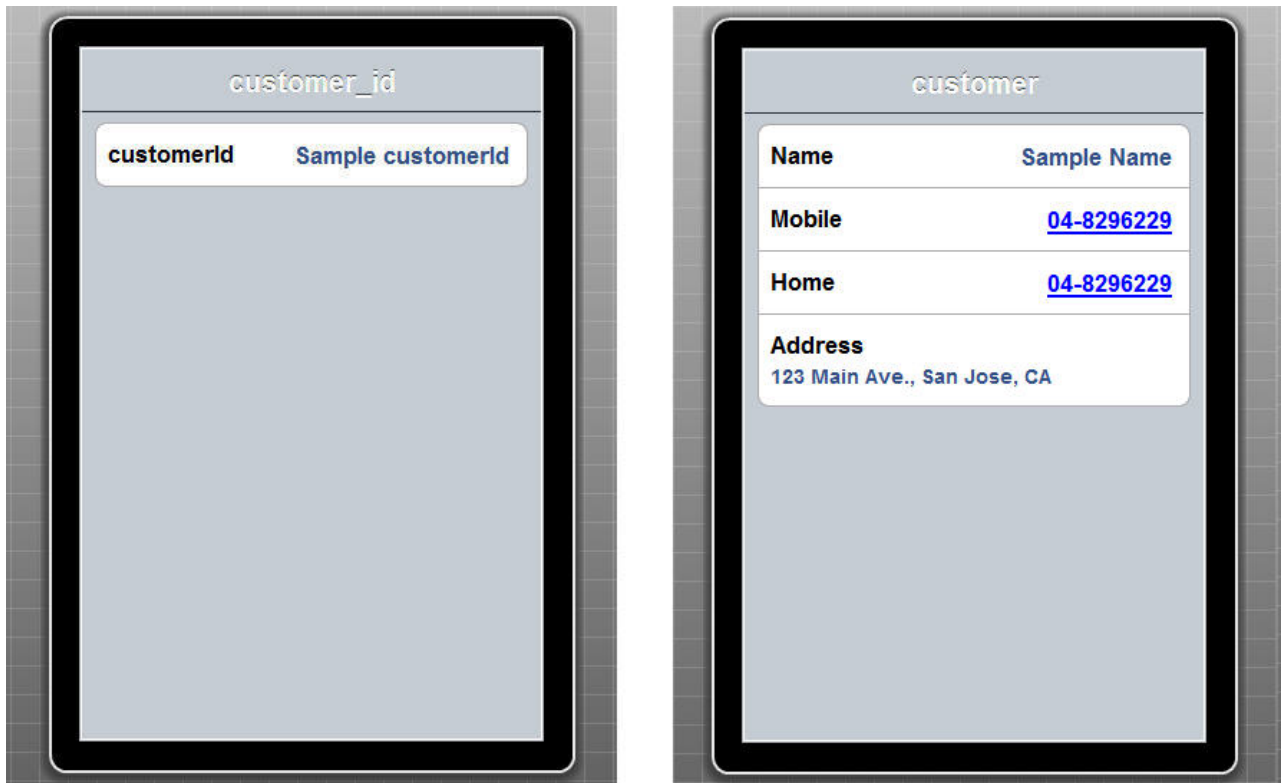 customer_id
customerId Sample customerId
customer
Name Sample Name
Mobile 04-8296229
Home 04-8296229
Address
123 Main Ave., San Jose, CA